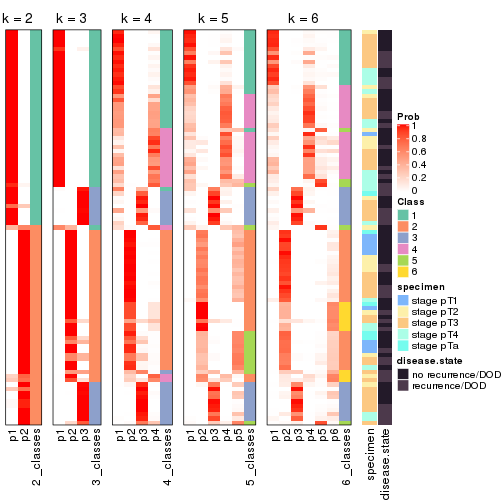 k = 2 k = 3 k = 4 k = 5 k = 6
Prob
1
0.8
0.6
0.4
0.2
0
Class
1
2
3
4
5
6
specimen
stage pT1
stage pT2
stage pT3
stage pT4
stage pTa
disease.state
no recurrence/DOD
recurrence/DOD
p1 p2 2_classes p1 p2 p3 3_classes p1 p2 p3 p4 4_classes p1 p2 p3 p4 p5 5_classes p1 p2 p3 p4 p5 p6 6_classes specimen disease.state